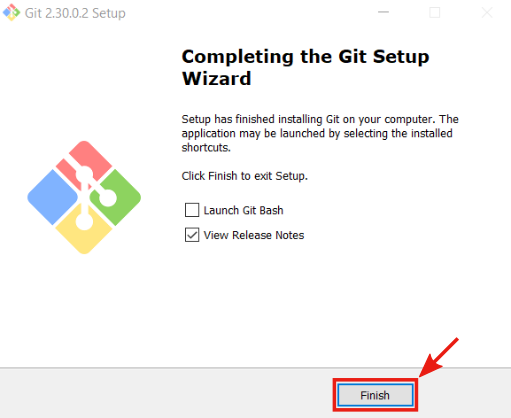 Git 2.30.0.2 Setup
Completing the Git Setup
Wizard
Setup has finished installing Git on your computer. The
application may be launched by selecting the installed
shortcuts.
Click Finish to exit Setup.
Launch Git Bash
View Release Notes
Finish